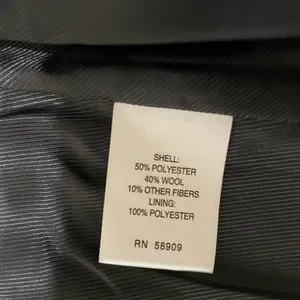 SHELL:
50% POLYESTER
40% WOOL
10% OTHER FIBERS
LINING:
100% POLYESTER
RN 58909